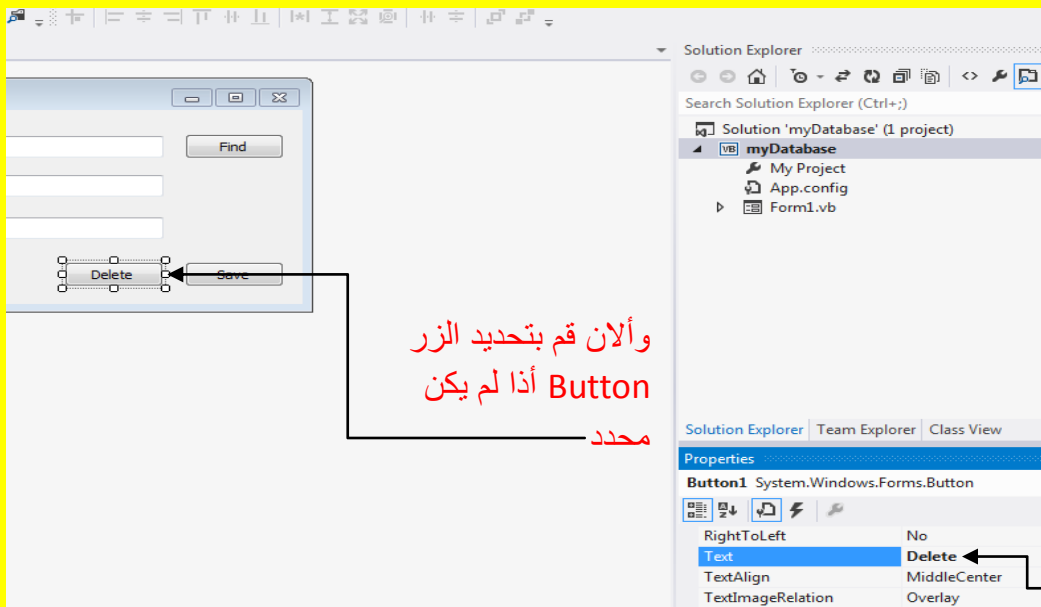 Solution Explorer
Search Solution Explorer (Ctrl+;)
Solution 'myDatabase' (1 project)
VB myDatabase
My Project
App.config
Form1.vb
Find
Delete
Save
وألان قم بتحديد الزر
Button أذا لم يكن
محدد
Solution Explorer Team Explorer Class View
Properties
Button1 System.Windows.Forms.Button
RightToLeft No
Text Delete
TextAlign MiddleCenter
TextImageRelation Overlay